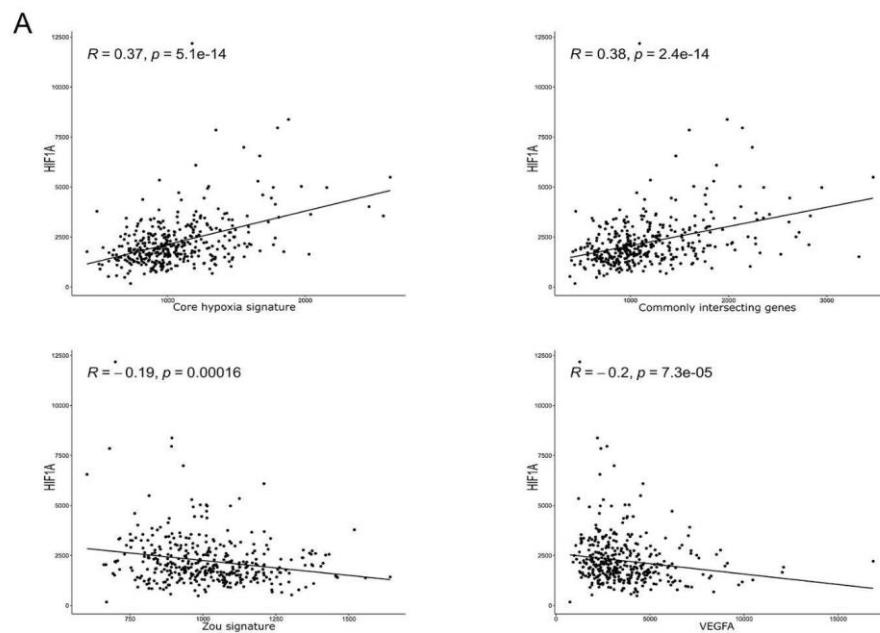 A
R = 0.37, p = 5.1e-14
12500
10000
7500
5000
2500
0
HIF1A
1000
2000
Core hypoxia signature
R = 0.38, p = 2.4e-14
12500
10000
7500
5000
2500
0
HIF1A
1000
2000
3000
Commonly intersecting genes
R = − 0.19, p = 0.00016
12500
10000
7500
5000
2500
0
HIF1A
750
1000
1250
1500
Zou signature
R = − 0.2, p = 7.3e-05
12500
10000
7500
5000
2500
0
HIF1A
5000
10000
15000
VEGFA